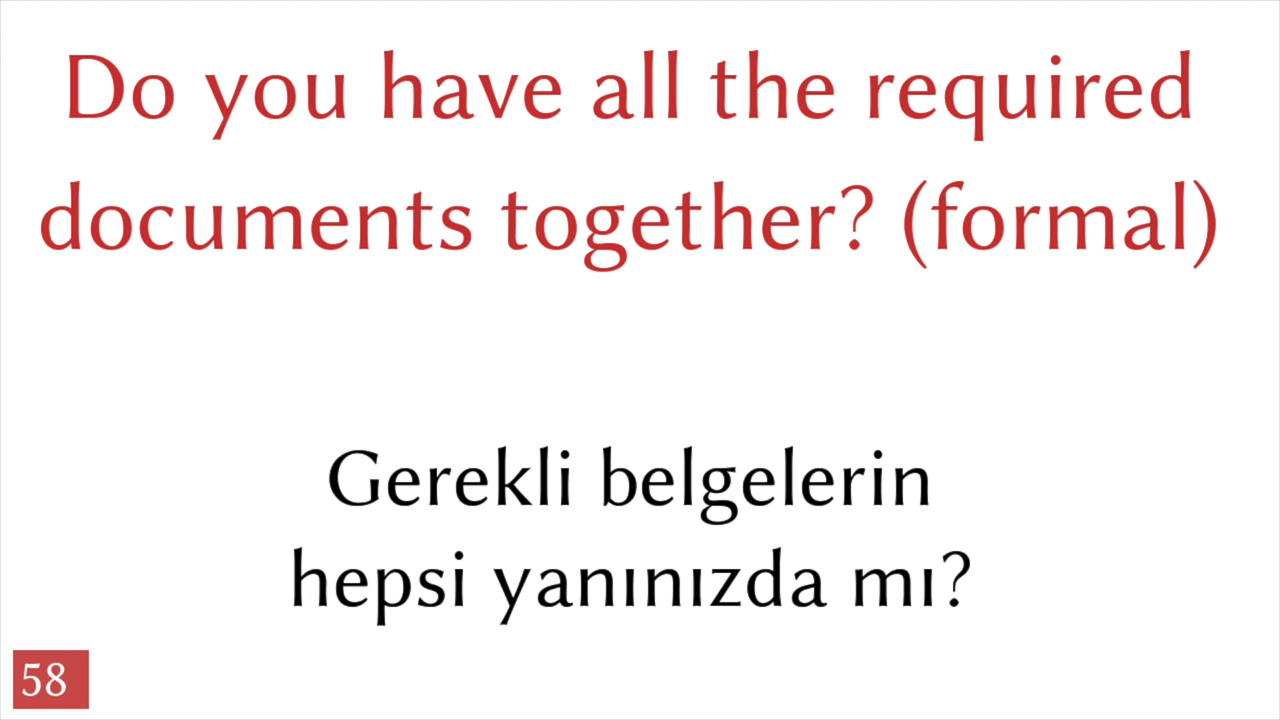 Do you have all the required
documents together? (formal)
Gerekli belgelerin
hepsi yanınızda mı?
58